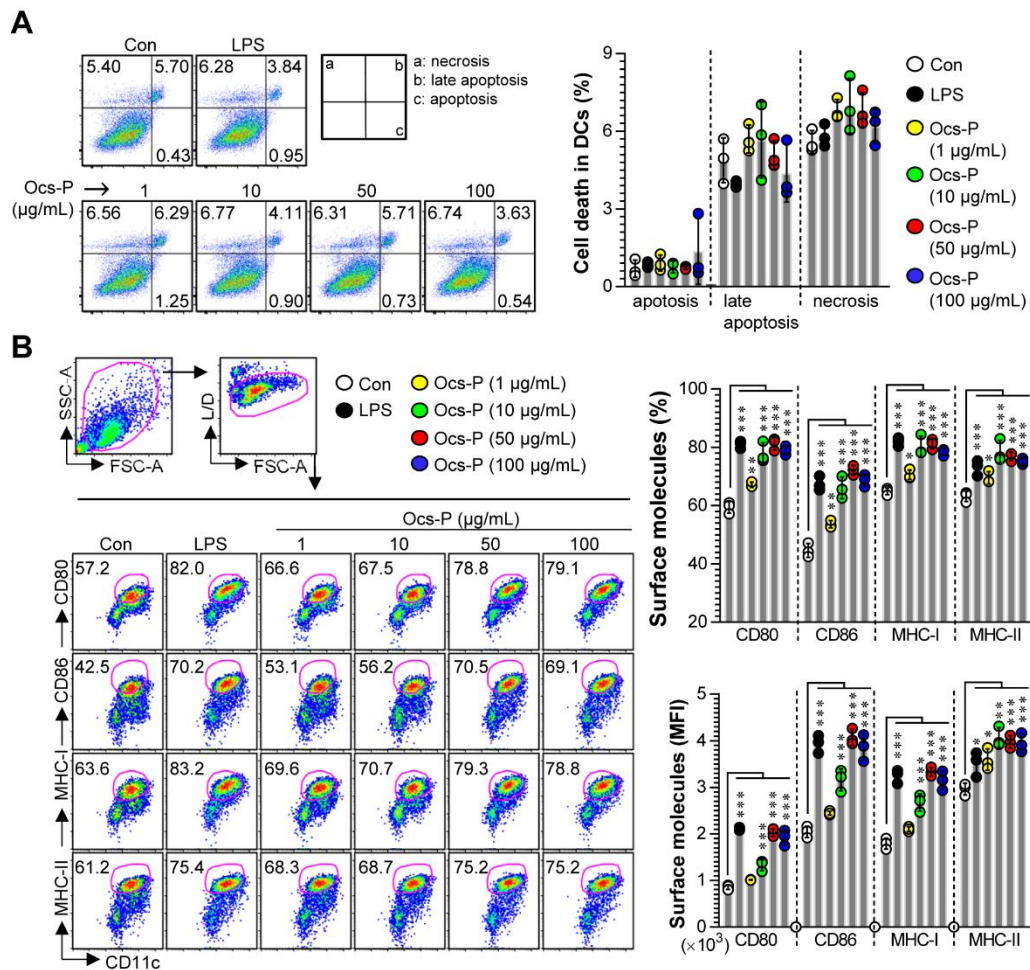 A
Con LPS
5.40 5.70 6.28 3.84
0.43 0.95
a b c
a: necrosis
b: late apoptosis
c: apoptosis
Ocs-P →
(µg/mL)
1 10 50 100
6.56 6.29 6.77 4.11 6.31 5.71 6.74 3.63
1.25 0.90 0.73 0.54
Cell death in DCs (%)
9
6
3
0
apotosis
late
apoptosis
necrosis
Con
LPS
Ocs-P
(1 µg/mL)
Ocs-P
(10 µg/mL)
Ocs-P
(50 µg/mL)
Ocs-P
(100 µg/mL)
B
SSC-A
FSC-A
L/D
FSC-A
Con
LPS
Ocs-P (1 µg/mL)
Ocs-P (10 µg/mL)
Ocs-P (50 µg/mL)
Ocs-P (100 µg/mL)
Ocs-P (µg/mL)
Con LPS 1 10 50 100
CD80
57.2 82.0 66.6 67.5 78.8 79.1
CD86
42.5 70.2 53.1 56.2 70.5 69.1
MHC-I
63.6 83.2 69.6 70.7 79.3 78.8
MHC-II
61.2 75.4 68.3 68.7 75.2 75.2
CD11c
Surface molecules (%)
100
80
60
40
20
*** * *** *** ***
*** ** *** *** ***
*** * *** *** ***
*** * *** *** ***
CD80 CD86 MHC-I MHC-II
Surface molecules (MFI)
(×10³)
5
4
3
2
1
0
*** *** *** ***
*** *** *** ***
*** *** *** ***
* * ** *** ***
CD80 CD86 MHC-I MHC-II